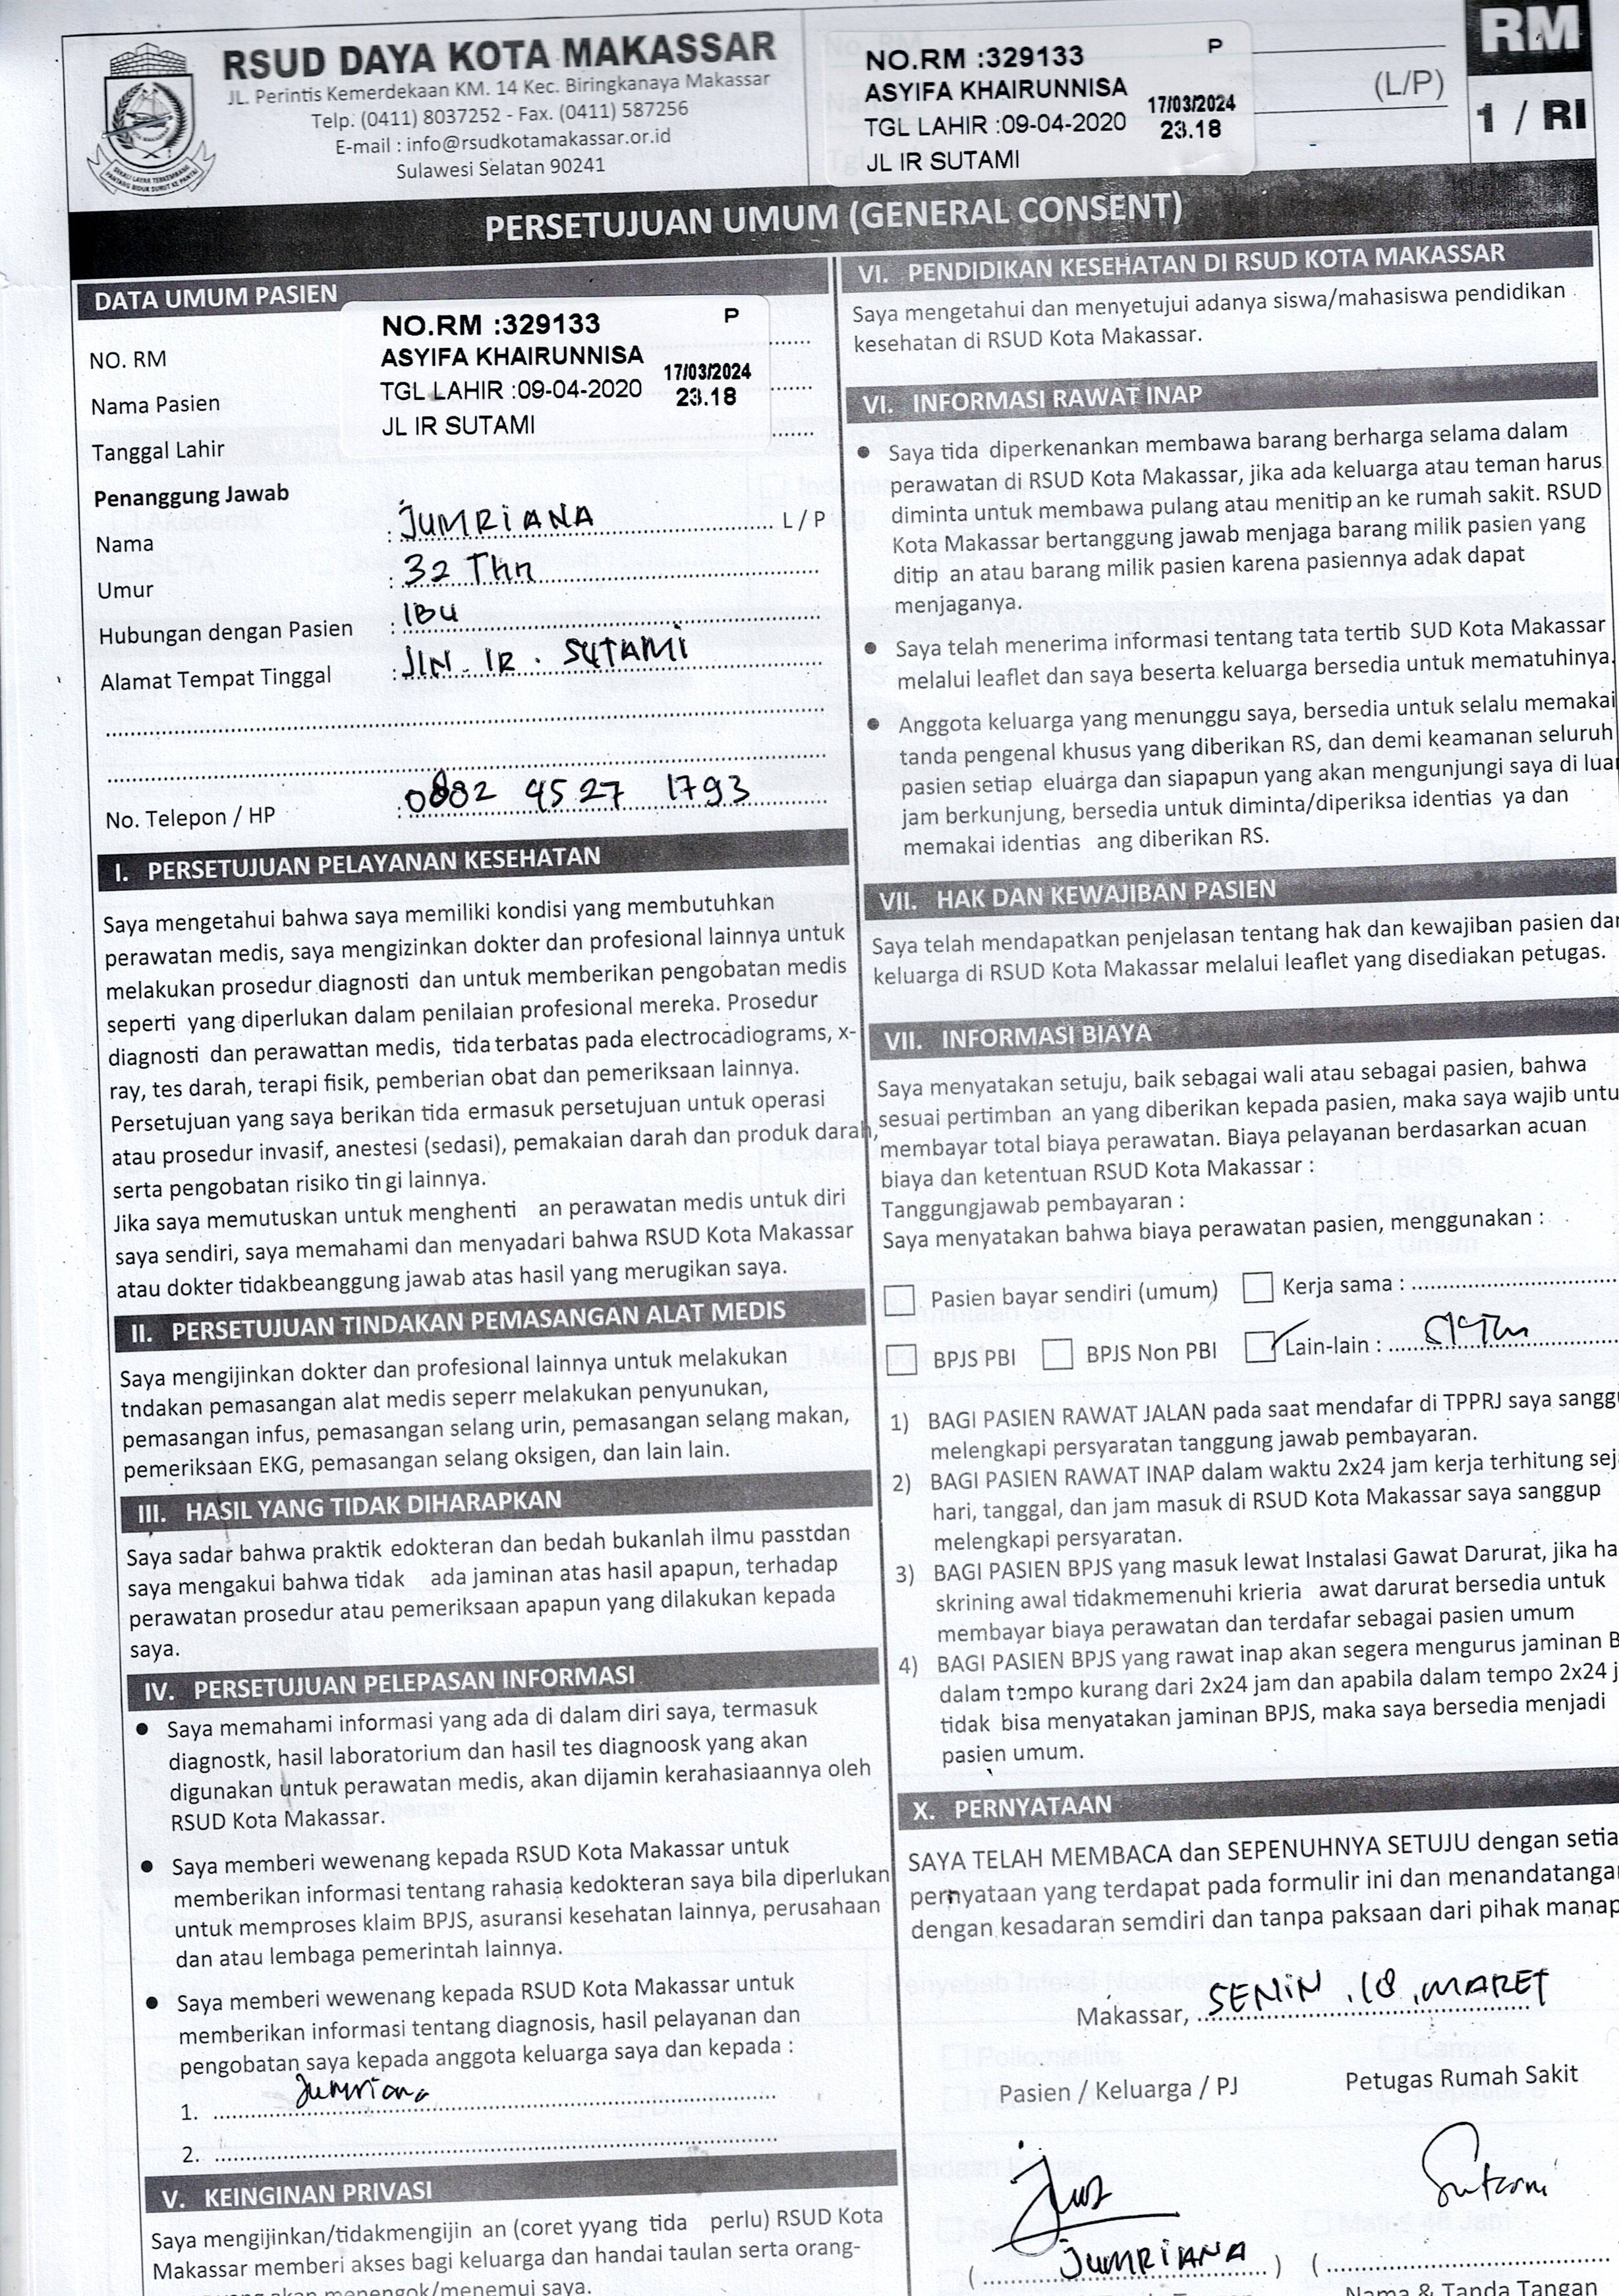 RSUD DAYA KOTA MAKASSAR
JL. Perintis Kemerdekaan KM. 14 Kec. Biringkanaya Makassar
Telp. (0411) 8037252 - Fax. (0411) 587256
E-mail : info@rsudkotamakassar.or.id
Sulawesi Selatan 90241
NO.RM :329133 P
ASYIFA KHAIRUNNISA
TGL LAHIR :09-04-2020 17/03/2024 23.18
JL IR SUTAMI
(L/P)
RM
1 / RI
PERSETUJUAN UMUM (GENERAL CONSENT)
DATA UMUM PASIEN
NO.RM :329133 P
ASYIFA KHAIRUNNISA
TGL LAHIR :09-04-2020 17/03/2024 23.18
JL IR SUTAMI
NO. RM
Nama Pasien
Tanggal Lahir
Penanggung Jawab
Nama : JUMRIANA L / P
Umur : 32 Thn
Hubungan dengan Pasien : IBU
Alamat Tempat Tinggal : JLN. IR. SUTAMI
No. Telepon / HP : 0882 4527 1793
I. PERSETUJUAN PELAYANAN KESEHATAN
Saya mengetahui bahwa saya memiliki kondisi yang membutuhkan
perawatan medis, saya mengizinkan dokter dan profesional lainnya untuk
melakukan prosedur diagnosti dan untuk memberikan pengobatan medis
seperti yang diperlukan dalam penilaian profesional mereka. Prosedur
diagnosti dan perawattan medis, tida terbatas pada electrocadiograms, x-
ray, tes darah, terapi fisik, pemberian obat dan pemeriksaan lainnya.
Persetujuan yang saya berikan tida ermasuk persetujuan untuk operasi
atau prosedur invasif, anestesi (sedasi), pemakaian darah dan produk darah,
serta pengobatan risiko tin gi lainnya.
Jika saya memutuskan untuk menghenti an perawatan medis untuk diri
saya sendiri, saya memahami dan menyadari bahwa RSUD Kota Makassar
atau dokter tidakbeanggung jawab atas hasil yang merugikan saya.
II. PERSETUJUAN TINDAKAN PEMASANGAN ALAT MEDIS
Saya mengijinkan dokter dan profesional lainnya untuk melakukan
tndakan pemasangan alat medis seperr melakukan penyunukan,
pemasangan infus, pemasangan selang urin, pemasangan selang makan,
pemeriksaan EKG, pemasangan selang oksigen, dan lain lain.
III. HASIL YANG TIDAK DIHARAPKAN
Saya sadar bahwa praktik edokteran dan bedah bukanlah ilmu passtdan
saya mengakui bahwa tidak ada jaminan atas hasil apapun, terhadap
perawatan prosedur atau pemeriksaan apapun yang dilakukan kepada
saya.
IV. PERSETUJUAN PELEPASAN INFORMASI
● Saya memahami informasi yang ada di dalam diri saya, termasuk
diagnostk, hasil laboratorium dan hasil tes diagnoosk yang akan
digunakan untuk perawatan medis, akan dijamin kerahasiaannya oleh
RSUD Kota Makassar.
● Saya memberi wewenang kepada RSUD Kota Makassar untuk
memberikan informasi tentang rahasia kedokteran saya bila diperlukan
untuk memproses klaim BPJS, asuransi kesehatan lainnya, perusahaan
dan atau lembaga pemerintah lainnya.
● Saya memberi wewenang kepada RSUD Kota Makassar untuk
memberikan informasi tentang diagnosis, hasil pelayanan dan
pengobatan saya kepada anggota keluarga saya dan kepada :
1. Jumriana
2.
V. KEINGINAN PRIVASI
Saya mengijinkan/tidakmengijin an (coret yyang tida perlu) RSUD Kota
Makassar memberi akses bagi keluarga dan handai taulan serta orang-
akan menengok/menemui saya.
VI. PENDIDIKAN KESEHATAN DI RSUD KOTA MAKASSAR
Saya mengetahui dan menyetujui adanya siswa/mahasiswa pendidikan
kesehatan di RSUD Kota Makassar.
VI. INFORMASI RAWAT INAP
● Saya tida diperkenankan membawa barang berharga selama dalam
perawatan di RSUD Kota Makassar, jika ada keluarga atau teman harus
diminta untuk membawa pulang atau menitip an ke rumah sakit. RSUD
Kota Makassar bertanggung jawab menjaga barang milik pasien yang
ditip an atau barang milik pasien karena pasiennya adak dapat
menjaganya.
● Saya telah menerima informasi tentang tata tertib SUD Kota Makassar
melalui leaflet dan saya beserta keluarga bersedia untuk mematuhinya.
● Anggota keluarga yang menunggu saya, bersedia untuk selalu memakai
tanda pengenal khusus yang diberikan RS, dan demi keamanan seluruh
pasien setiap eluarga dan siapapun yang akan mengunjungi saya di luar
jam berkunjung, bersedia untuk diminta/diperiksa identias ya dan
memakai identias ang diberikan RS.
VII. HAK DAN KEWAJIBAN PASIEN
Saya telah mendapatkan penjelasan tentang hak dan kewajiban pasien dan
keluarga di RSUD Kota Makassar melalui leaflet yang disediakan petugas.
VII. INFORMASI BIAYA
Saya menyatakan setuju, baik sebagai wali atau sebagai pasien, bahwa
sesuai pertimban an yang diberikan kepada pasien, maka saya wajib untu
membayar total biaya perawatan. Biaya pelayanan berdasarkan acuan
biaya dan ketentuan RSUD Kota Makassar :
Tanggungjawab pembayaran :
Saya menyatakan bahwa biaya perawatan pasien, menggunakan :
Pasien bayar sendiri (umum) Kerja sama :
BPJS PBI BPJS Non PBI Lain-lain :
1) BAGI PASIEN RAWAT JALAN pada saat mendafar di TPPRJ saya sanggu
melengkapi persyaratan tanggung jawab pembayaran.
2) BAGI PASIEN RAWAT INAP dalam waktu 2x24 jam kerja terhitung sej
hari, tanggal, dan jam masuk di RSUD Kota Makassar saya sanggup
melengkapi persyaratan.
3) BAGI PASIEN BPJS yang masuk lewat Instalasi Gawat Darurat, jika ha
skrining awal tidakmemenuhi krieria awat darurat bersedia untuk
membayar biaya perawatan dan terdafar sebagai pasien umum
4) BAGI PASIEN BPJS yang rawat inap akan segera mengurus jaminan B
dalam tempo kurang dari 2x24 jam dan apabila dalam tempo 2x24 j
tidak bisa menyatakan jaminan BPJS, maka saya bersedia menjadi
pasien umum.
X. PERNYATAAN
SAYA TELAH MEMBACA dan SEPENUHNYA SETUJU dengan setia
pernyataan yang terdapat pada formulir ini dan menandatangan
dengan kesadaran semdiri dan tanpa paksaan dari pihak manap
Makassar, SENIN, 18, MARET
Pasien / Keluarga / PJ Petugas Rumah Sakit
( JUMRIANA ) (
Nama & Tanda Tangan